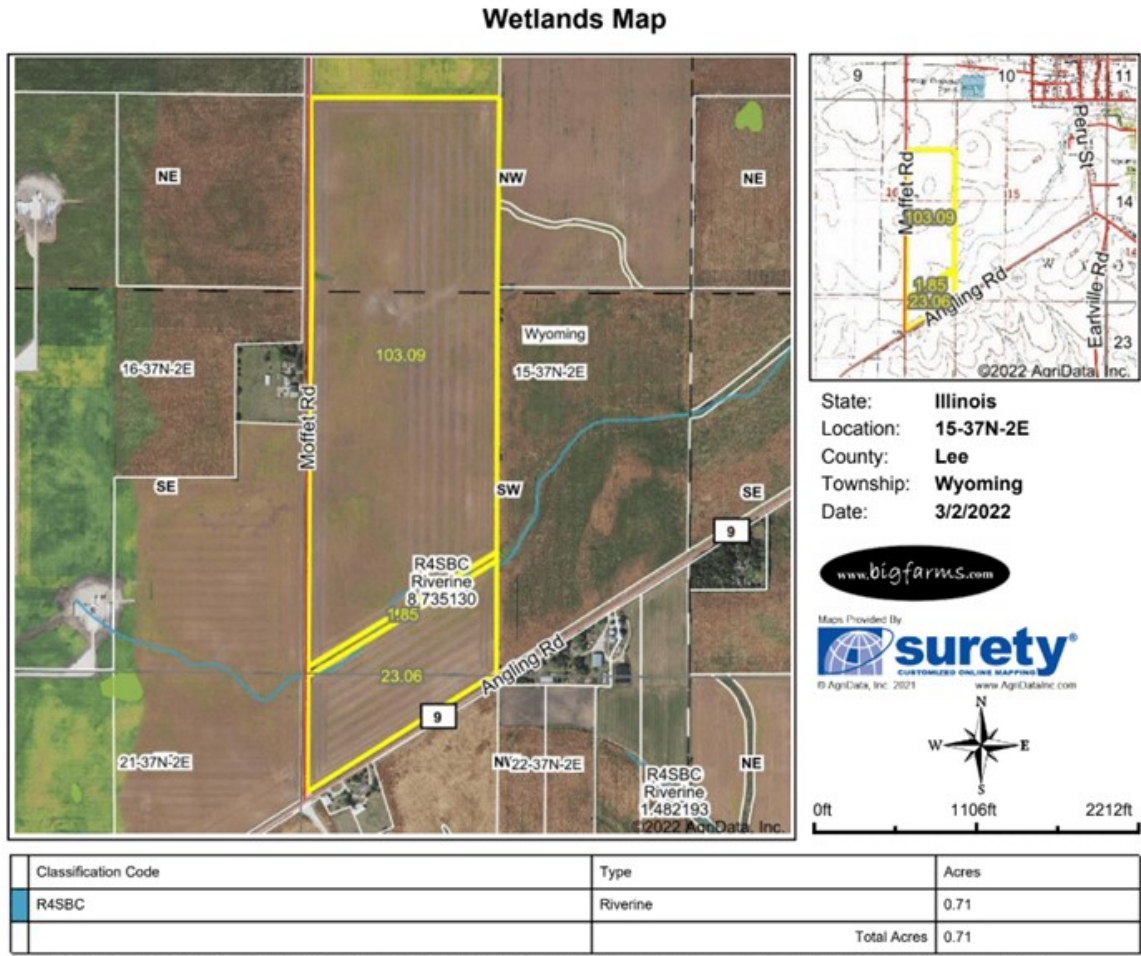 Wetlands Map
NE
NW
NE
103.09
Wyoming
16-37N-2E
15-37N-2E
Moffet Rd
SE
SW
SE
9
R4SBC
Riverine
8.735130
1.85
23.06
Angling Rd
9
21-37N-2E
22-37N-2E
NE
R4SBC
Riverine
1.482193
©2022 AgriData, Inc.
9
10
11
Peru St
Moffet Rd
15
14
103.09
1.85
23.06
Angling Rd
Earlville Rd
23
©2022 AgriData, Inc.
State: Illinois
Location: 15-37N-2E
County: Lee
Township: Wyoming
Date: 3/2/2022
www.bigfarms.com
Maps Provided By
surety®
CUSTOMIZED ONLINE MAPPING
© AgriData, Inc. 2021 www.AgriDataInc.com
N
W E
S
0ft 1106ft 2212ft
Classification Code Type Acres
R4SBC Riverine 0.71
Total Acres 0.71